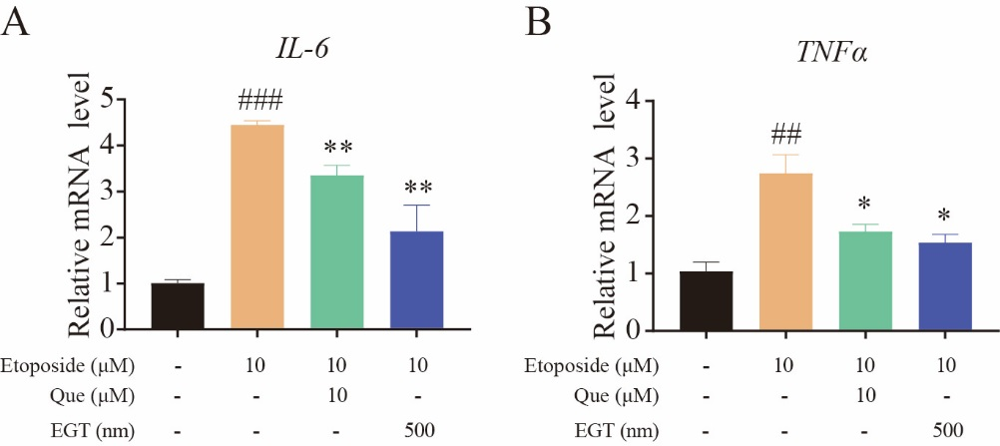 A
IL-6
Relative mRNA level
5
4
3
2
1
0
###
**
**
Etoposide (μM) - 10 10 10
Que (μM) - - 10 -
EGT (nm) - - - 500
B
TNFα
Relative mRNA level
4
3
2
1
0
##
*
*
- 10 10 10
- - 10 -
- - - 500